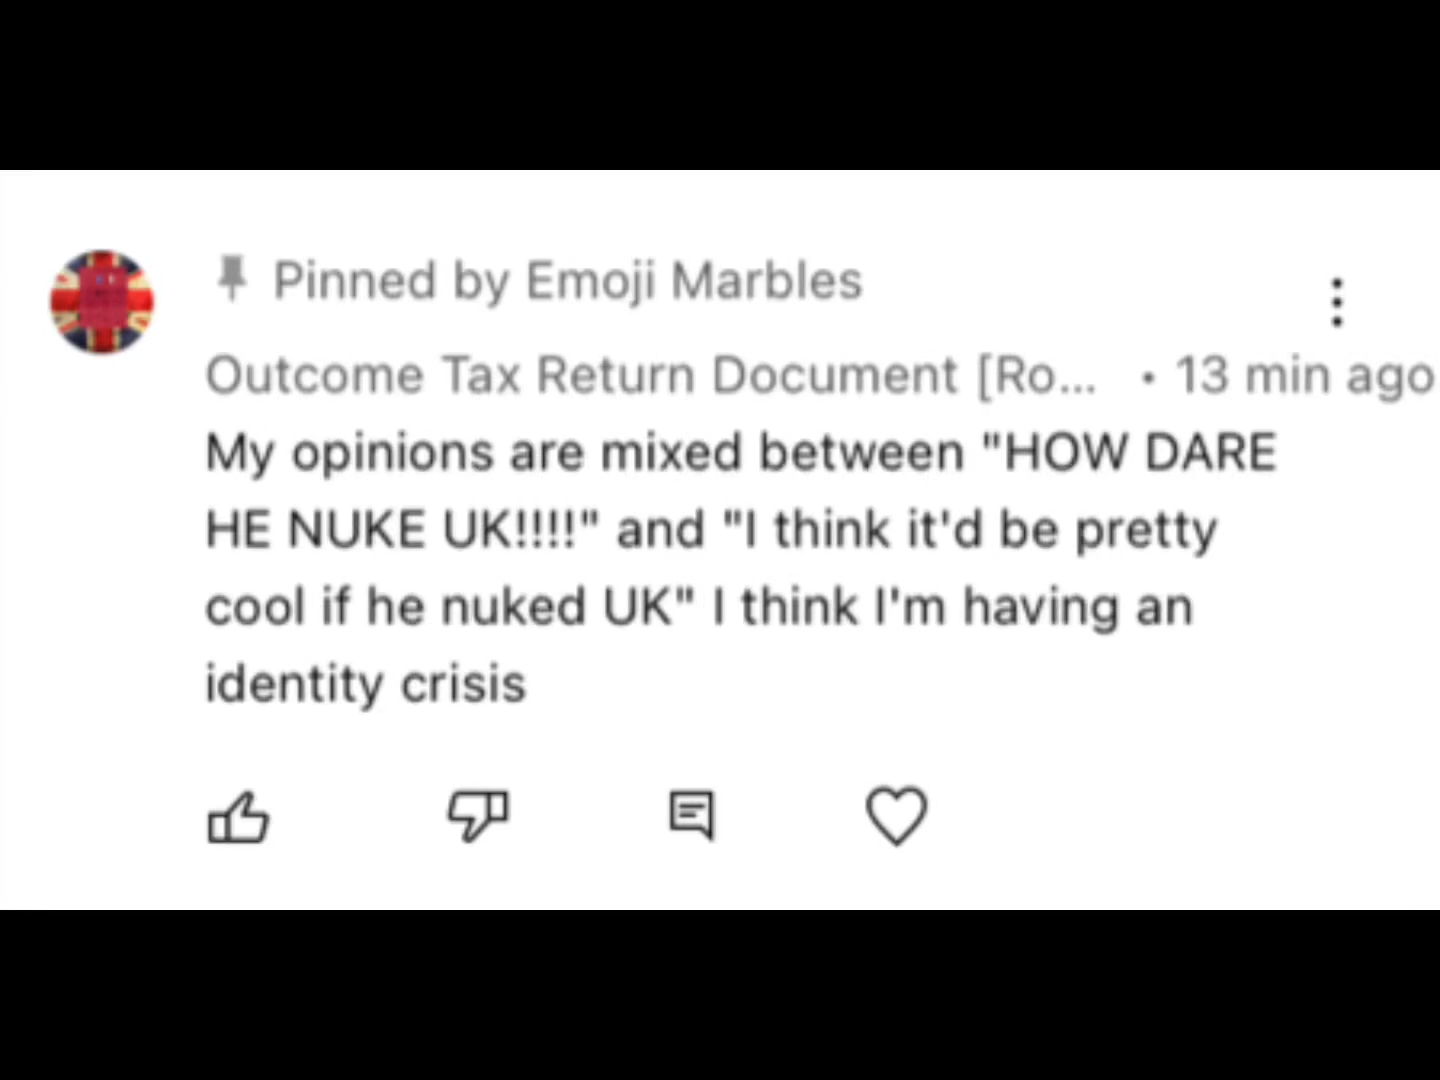 Pinned by Emoji Marbles
Outcome Tax Return Document [Ro... • 13 min ago
My opinions are mixed between "HOW DARE
HE NUKE UK!!!!" and "I think it'd be pretty
cool if he nuked UK" I think I'm having an
identity crisis